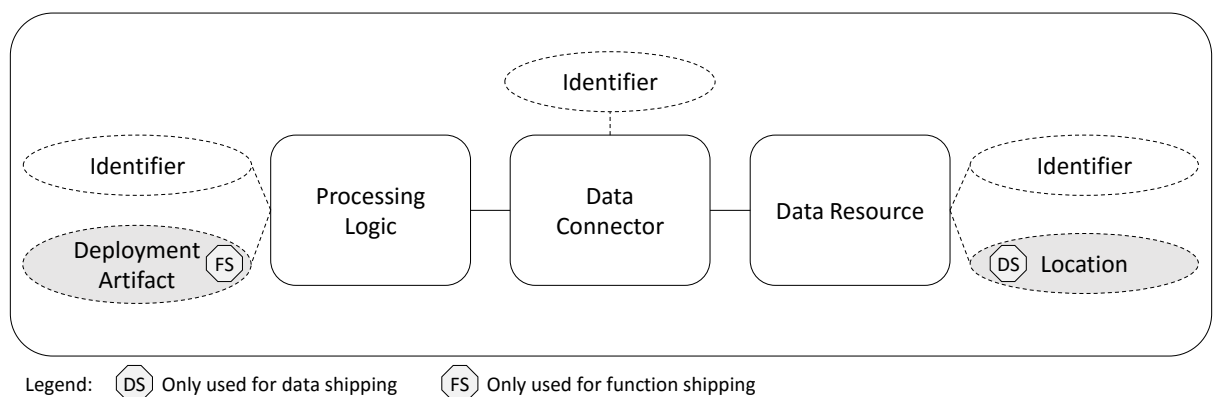 Identifier
Identifier
Identifier
Processing
Logic
Data
Connector
Data Resource
Deployment
Artifact
FS
DS
Location
Legend: DS Only used for data shipping FS Only used for function shipping